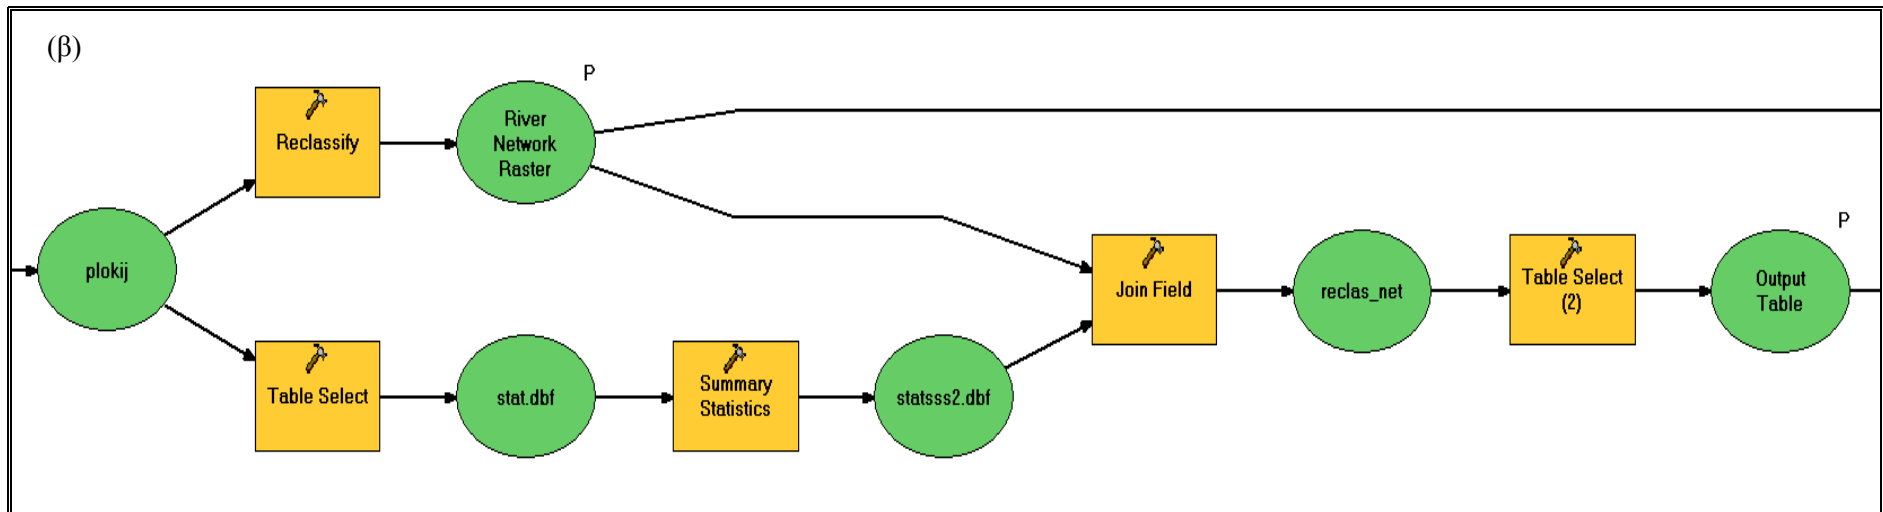 (β)
P
Reclassify
River
Network
Raster
plokij
P
Join Field
reclas_net
Table Select
(2)
Output
Table
Table Select
stat.dbf
Summary
Statistics
statsss2.dbf